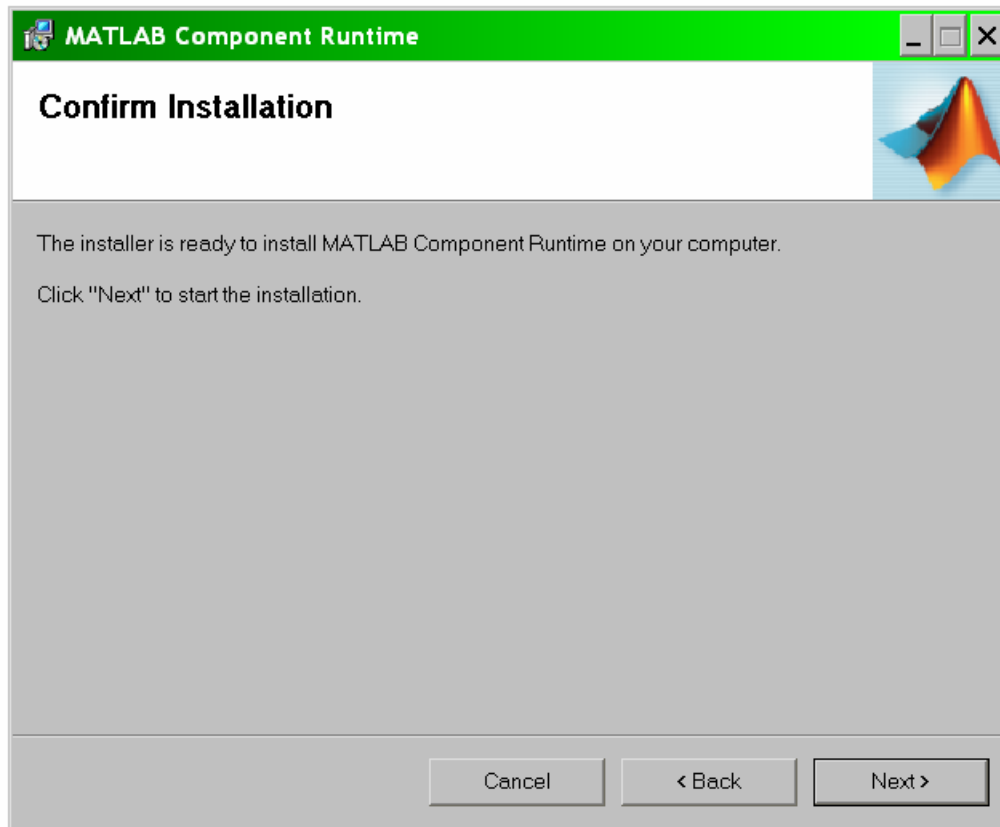 MATLAB Component Runtime
Confirm Installation
The installer is ready to install MATLAB Component Runtime on your computer.
Click "Next" to start the installation.
Cancel
< Back
Next >